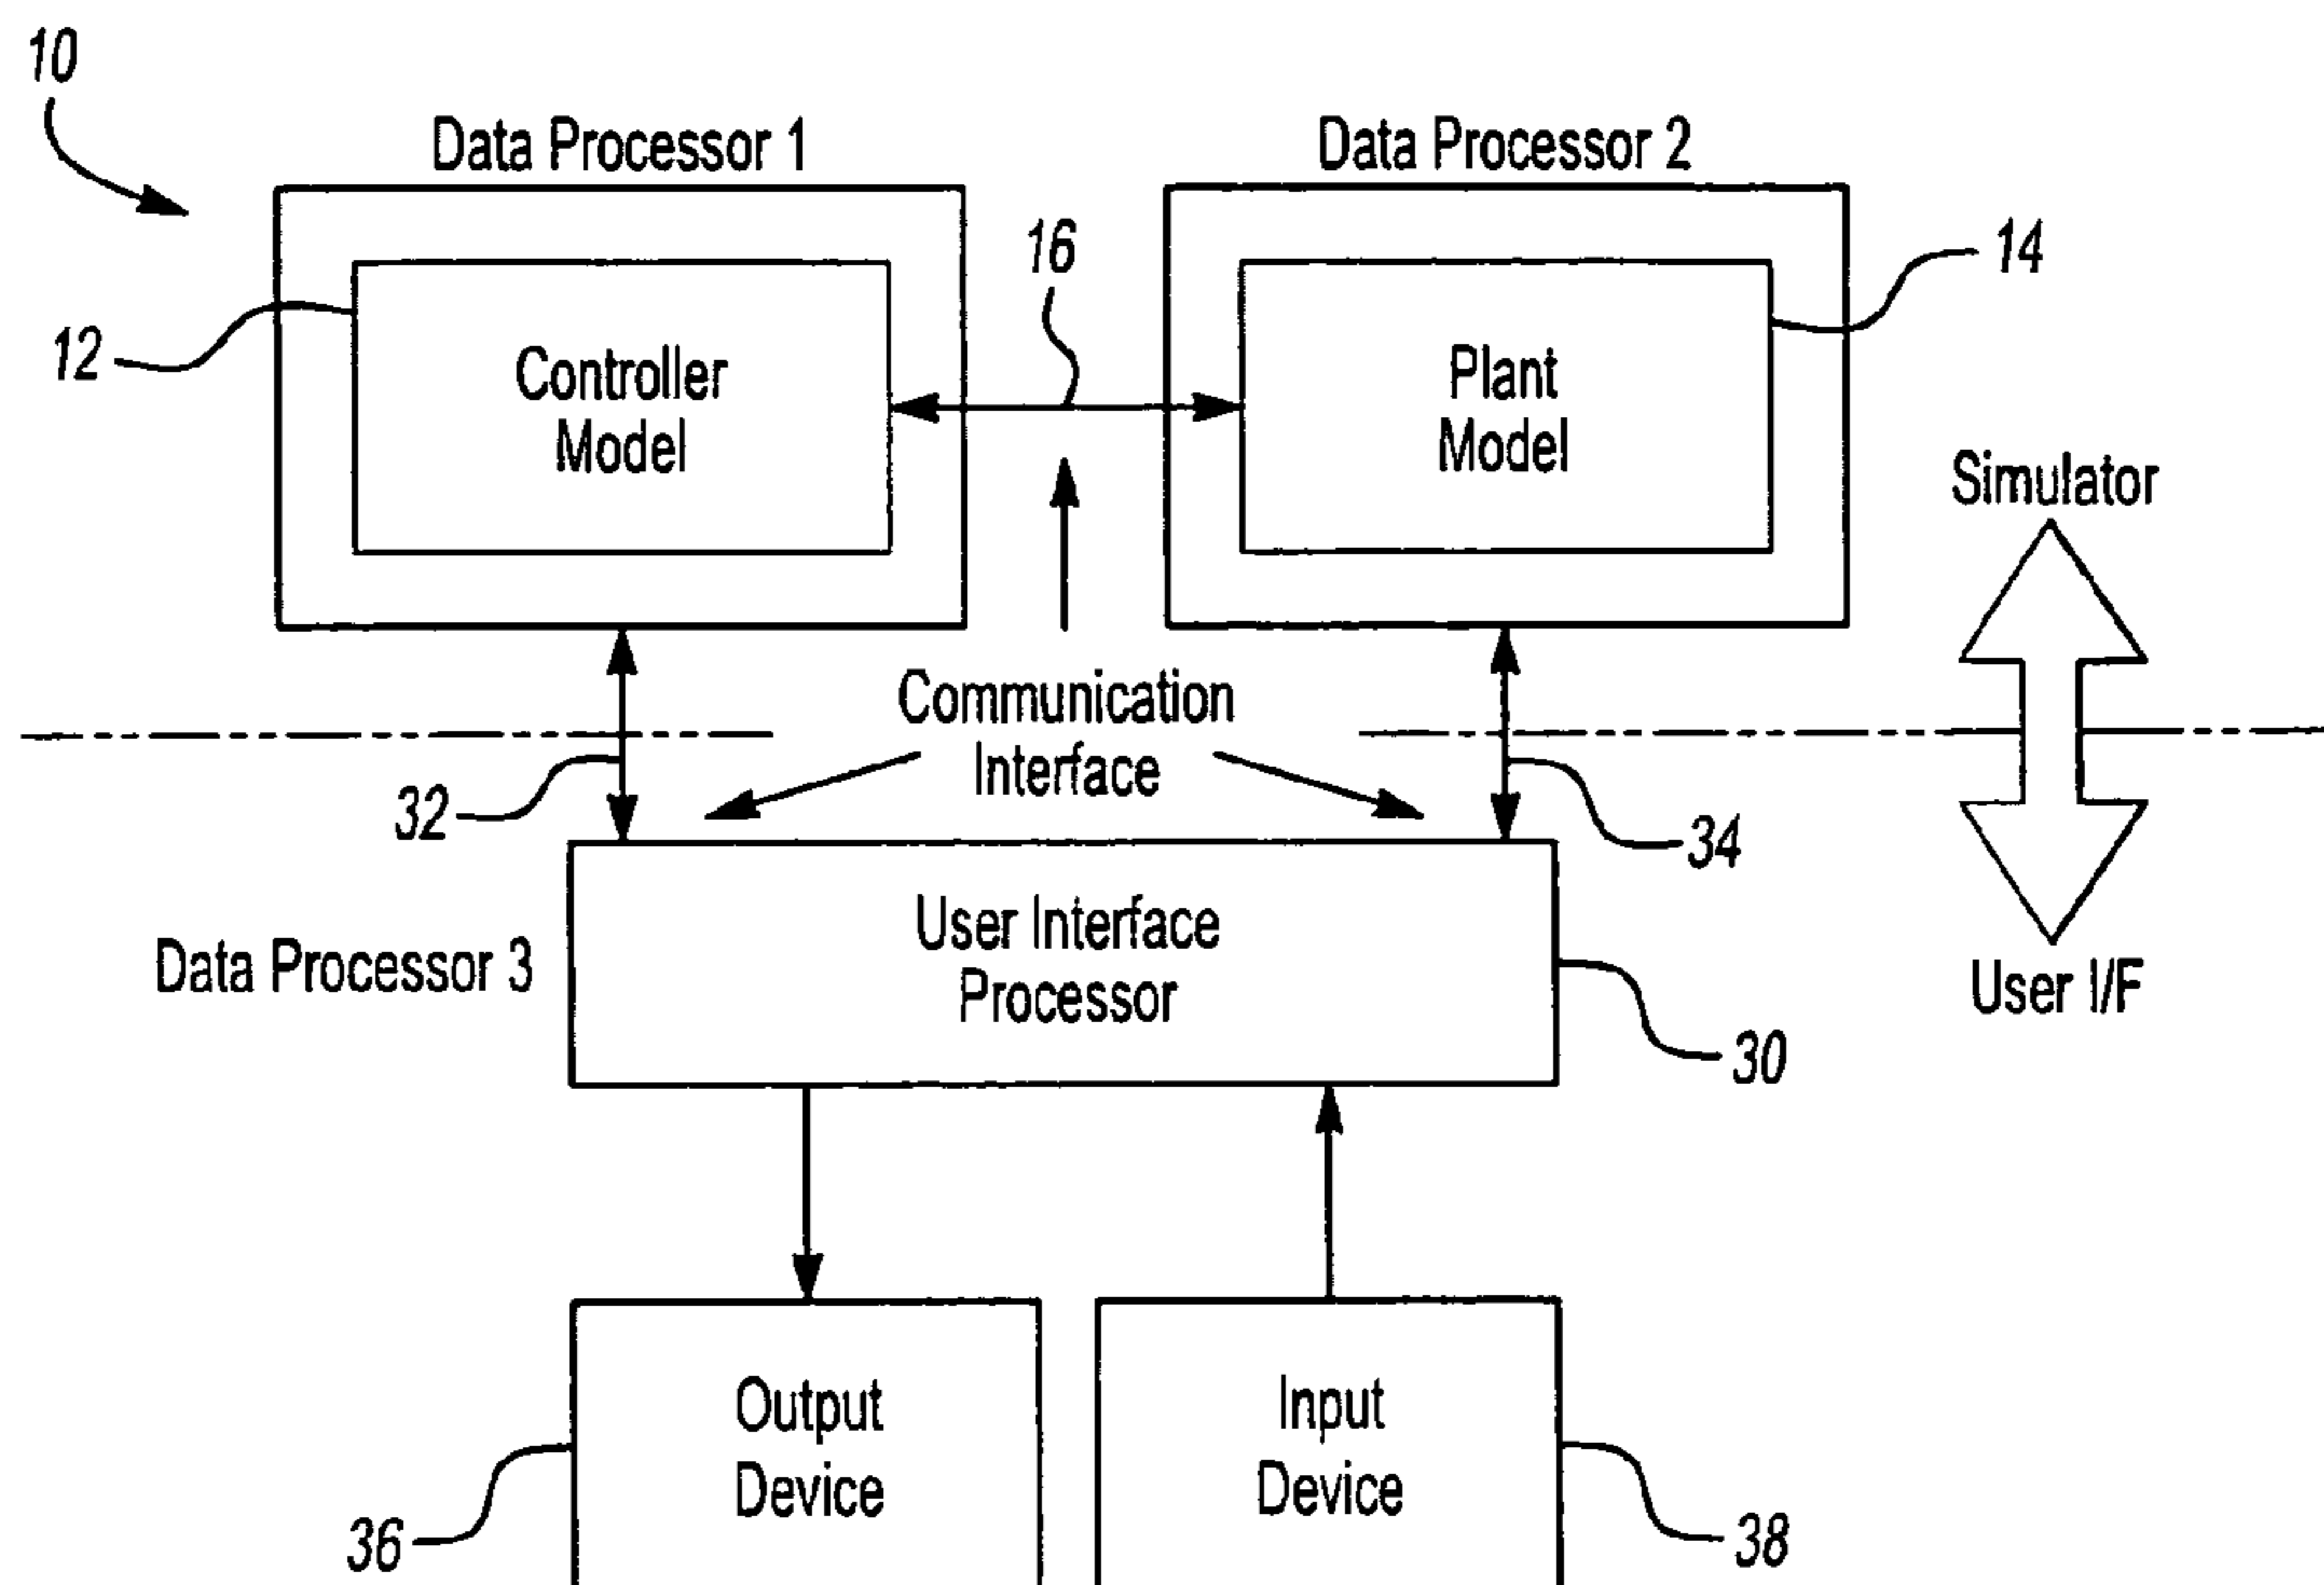 10
Data Processor 1
Data Processor 2
16
14
12
Controller
Model
Plant
Model
Simulator
Communication
Interface
32
34
User Interface
Processor
Data Processor 3
User I/F
30
Output
Device
Input
Device
36
38